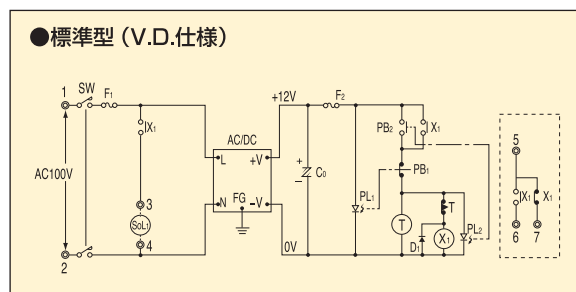 ●標準型（V.D.仕様）
1
SW
F1
X1
AC100V
3
SoL1
4
2
AC/DC
L
+V
N
FG
-V
+12V
0V
F2
+
−
C0
PL1
PB2
X1
PB1
T
T
D1
X1
PL2
5
X1
X1
6
7